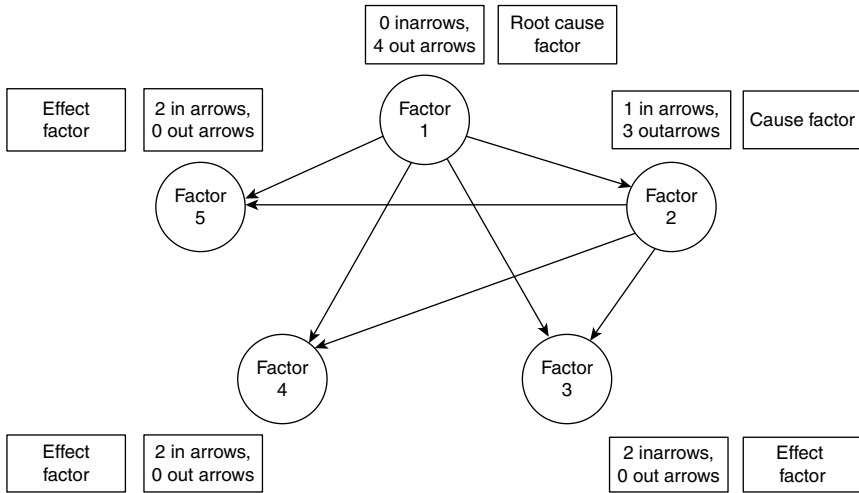 0 inarrows,
4 out arrows
Root cause
factor
Effect
factor
2 in arrows,
0 out arrows
Factor
1
1 in arrows,
3 outarrows
Cause factor
Factor
5
Factor
2
Factor
4
Factor
3
Effect
factor
2 in arrows,
0 out arrows
2 inarrows,
0 out arrows
Effect
factor